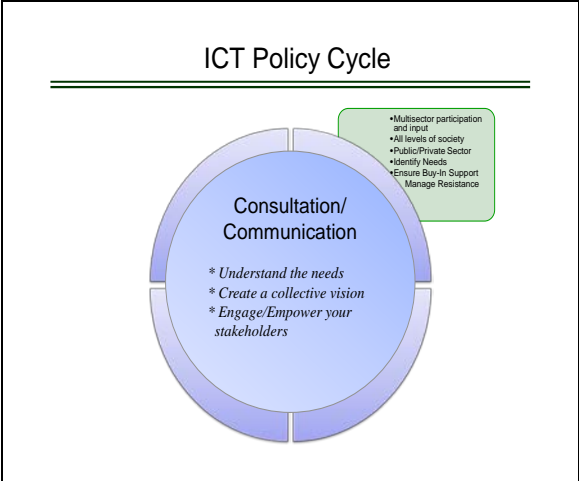 ICT Policy Cycle
•Multisector participation
and input
•All levels of society
•Public/Private Sector
•Identify Needs
•Ensure Buy-In Support
Manage Resistance
Consultation/
Communication
* Understand the needs
* Create a collective vision
* Engage/Empower your
stakeholders